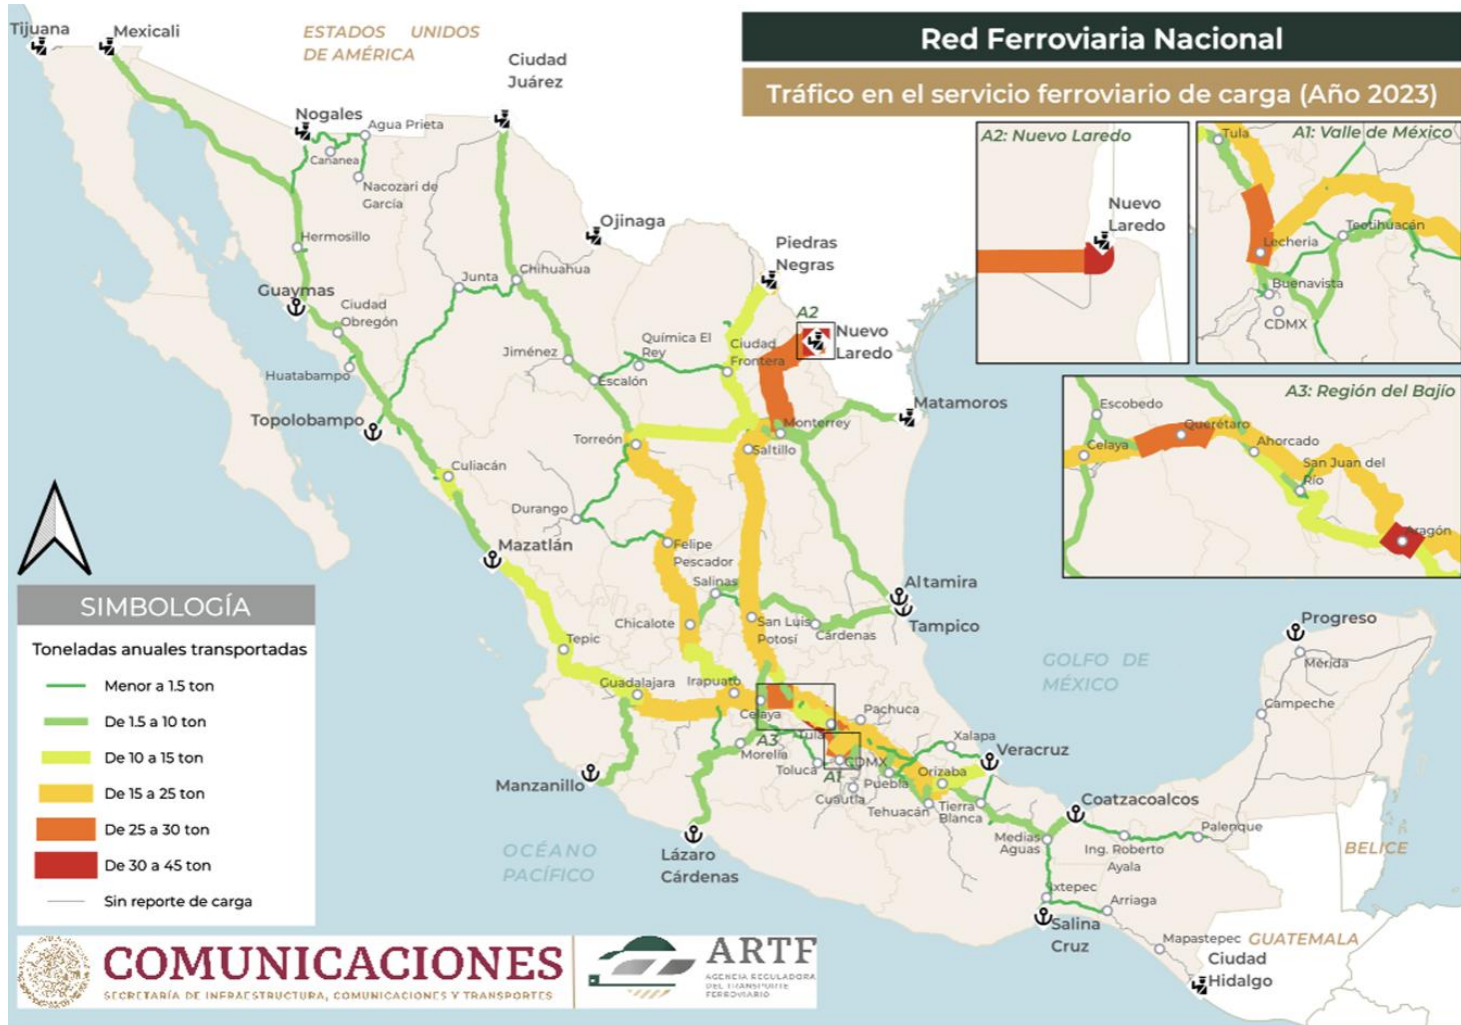 Red Ferroviaria Nacional
Tráfico en el servicio ferroviario de carga (Año 2023)
Tijuana
Mexicali
ESTADOS UNIDOS
DE AMÉRICA
Ciudad
Juárez
Nogales
Agua Prieta
Cananea
Nacozari de
García
Hermosillo
Guaymas
Ciudad
Obregón
Huatabampo
Topolobampo
Junta
Chihuahua
Ojinaga
Piedras
Negras
A2
Nuevo
Laredo
Química El
Rey
Ciudad
Frontera
Jiménez
Escalón
Matamoros
Monterrey
Saltillo
Torreón
Culiacán
Durango
Mazatlán
Felipe
Pescador
Salinas
Chicalote
San Luis
Potosí
Cárdenas
Altamira
Tampico
Tepic
Guadalajara
Irapuato
Celaya
A3
Tula
Pachuca
Morelia
Toluca
A1
CDMX
Cuautla
Puebla
Tehuacán
Orizaba
Xalapa
Veracruz
Tierra
Blanca
Manzanillo
Lázaro
Cárdenas
Medias
Aguas
Coatzacoalcos
Ing. Roberto
Ayala
Palenque
Ixtepec
Arriaga
Salina
Cruz
Mapastepec
Ciudad
Hidalgo
GUATEMALA
BELICE
Progreso
Mérida
Campeche
GOLFO DE
MÉXICO
OCÉANO
PACÍFICO
A2: Nuevo Laredo
Nuevo
Laredo
A1: Valle de México
Tula
Teotihuacán
Lecheria
Buenavista
CDMX
A3: Región del Bajío
Escobedo
Querétaro
Celaya
Ahorcado
San Juan del
Río
Aragón
SIMBOLOGÍA
Toneladas anuales transportadas
Menor a 1.5 ton
De 1.5 a 10 ton
De 10 a 15 ton
De 15 a 25 ton
De 25 a 30 ton
De 30 a 45 ton
Sin reporte de carga
COMUNICACIONES
SECRETARÍA DE INFRAESTRUCTURA, COMUNICACIONES Y TRANSPORTES
ARTF
AGENCIA REGULADORA
DEL TRANSPORTE
FERROVIARIO